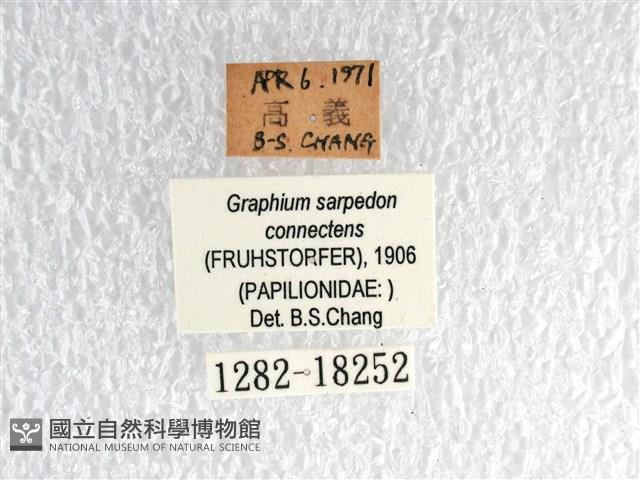 APR 6. 1971
高義
B-S. CHANG
Graphium sarpedon
connectens
(FRUHSTORFER), 1906
(PAPILIONIDAE: )
Det. B.S.Chang
1282-18252
國立自然科學博物館
NATIONAL MUSEUM OF NATURAL SCIENCE